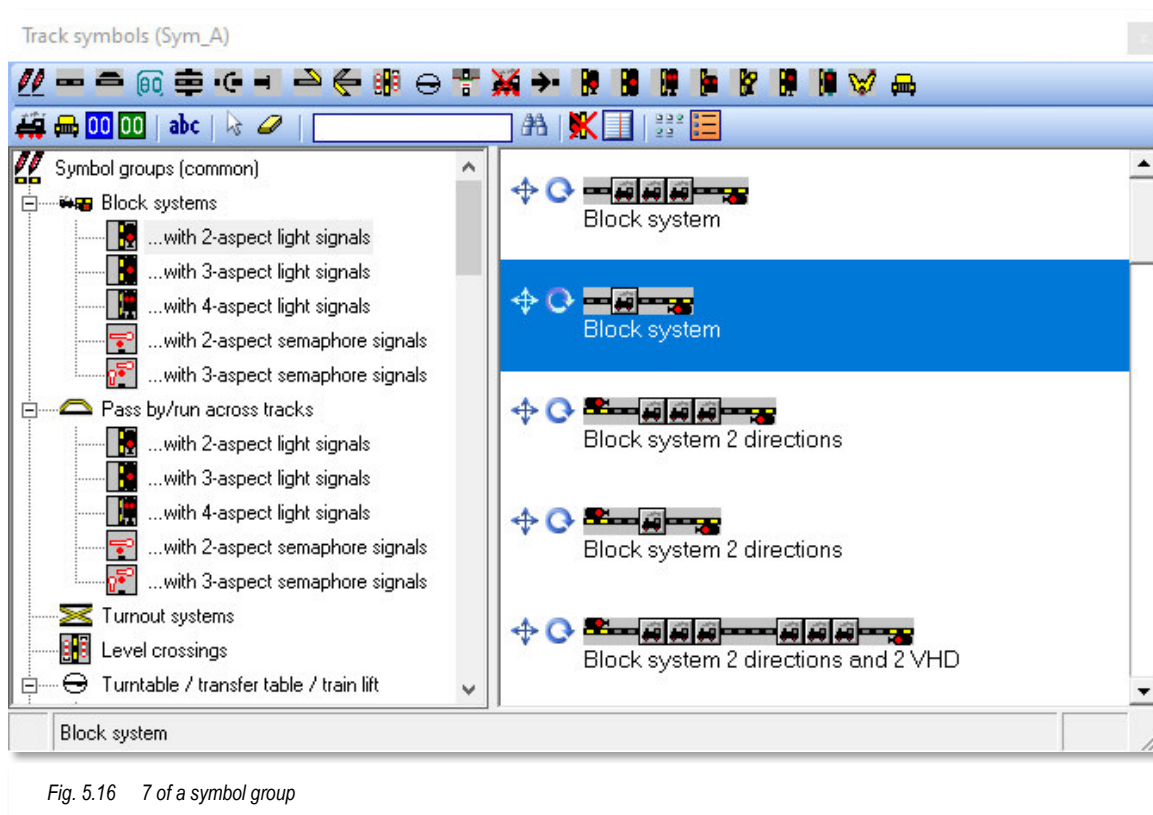 Track symbols (Sym_A)
00 00 abc
Symbol groups (common)
Block systems
...with 2-aspect light signals
...with 3-aspect light signals
...with 4-aspect light signals
...with 2-aspect semaphore signals
...with 3-aspect semaphore signals
Pass by/run across tracks
...with 2-aspect light signals
...with 3-aspect light signals
...with 4-aspect light signals
...with 2-aspect semaphore signals
...with 3-aspect semaphore signals
Turnout systems
Level crossings
Turntable / transfer table / train lift
Block system
Block system
Block system 2 directions
Block system 2 directions
Block system 2 directions and 2 VHD
Block system
Fig. 5.16 7 of a symbol group